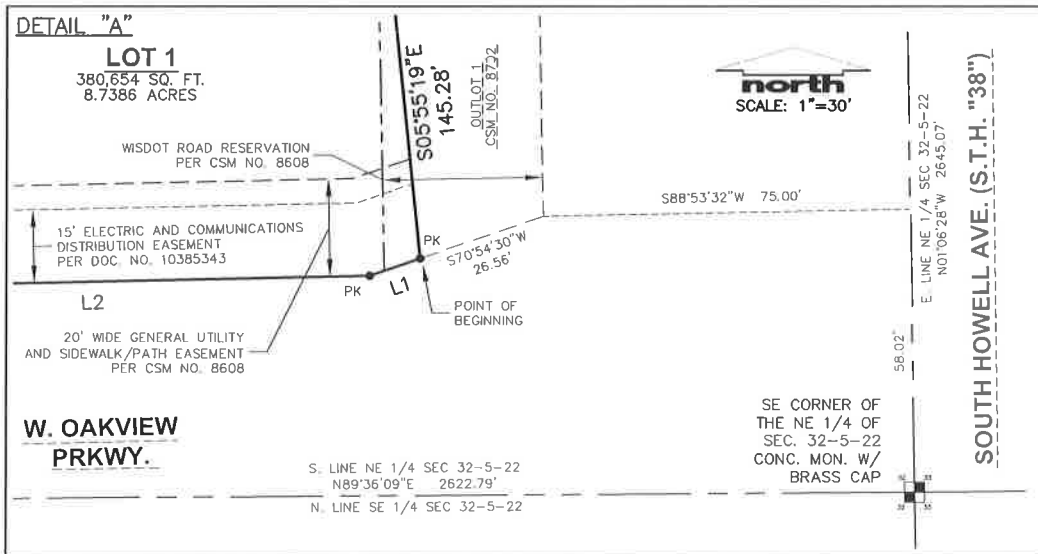 DETAIL "A"
LOT 1
380,654 SQ. FT.
8.7386 ACRES
S05°55'19"E
145.28'
OUTLOT 1
CSM NO. 8702
north
SCALE: 1"=30'
WISDOT ROAD RESERVATION
PER CSM NO. 8608
15' ELECTRIC AND COMMUNICATIONS
DISTRIBUTION EASEMENT
PER DOC. NO. 10385343
S88°53'32"W 75.00'
E. LINE NE 1/4 SEC 32-5-22
N01°06'28"W 2645.07'
SOUTH HOWELL AVE. (S.T.H. "38")
PK
S70°54'30"W
26.56'
L2
PK
L1
POINT OF
BEGINNING
20' WIDE GENERAL UTILITY
AND SIDEWALK/PATH EASEMENT
PER CSM NO. 8608
58.02'
W. OAKVIEW
PRKWY.
SE CORNER OF
THE NE 1/4 OF
SEC. 32-5-22
CONC. MON. W/
BRASS CAP
S. LINE NE 1/4 SEC 32-5-22
N89°36'09"E 2622.79'
N. LINE SE 1/4 SEC 32-5-22